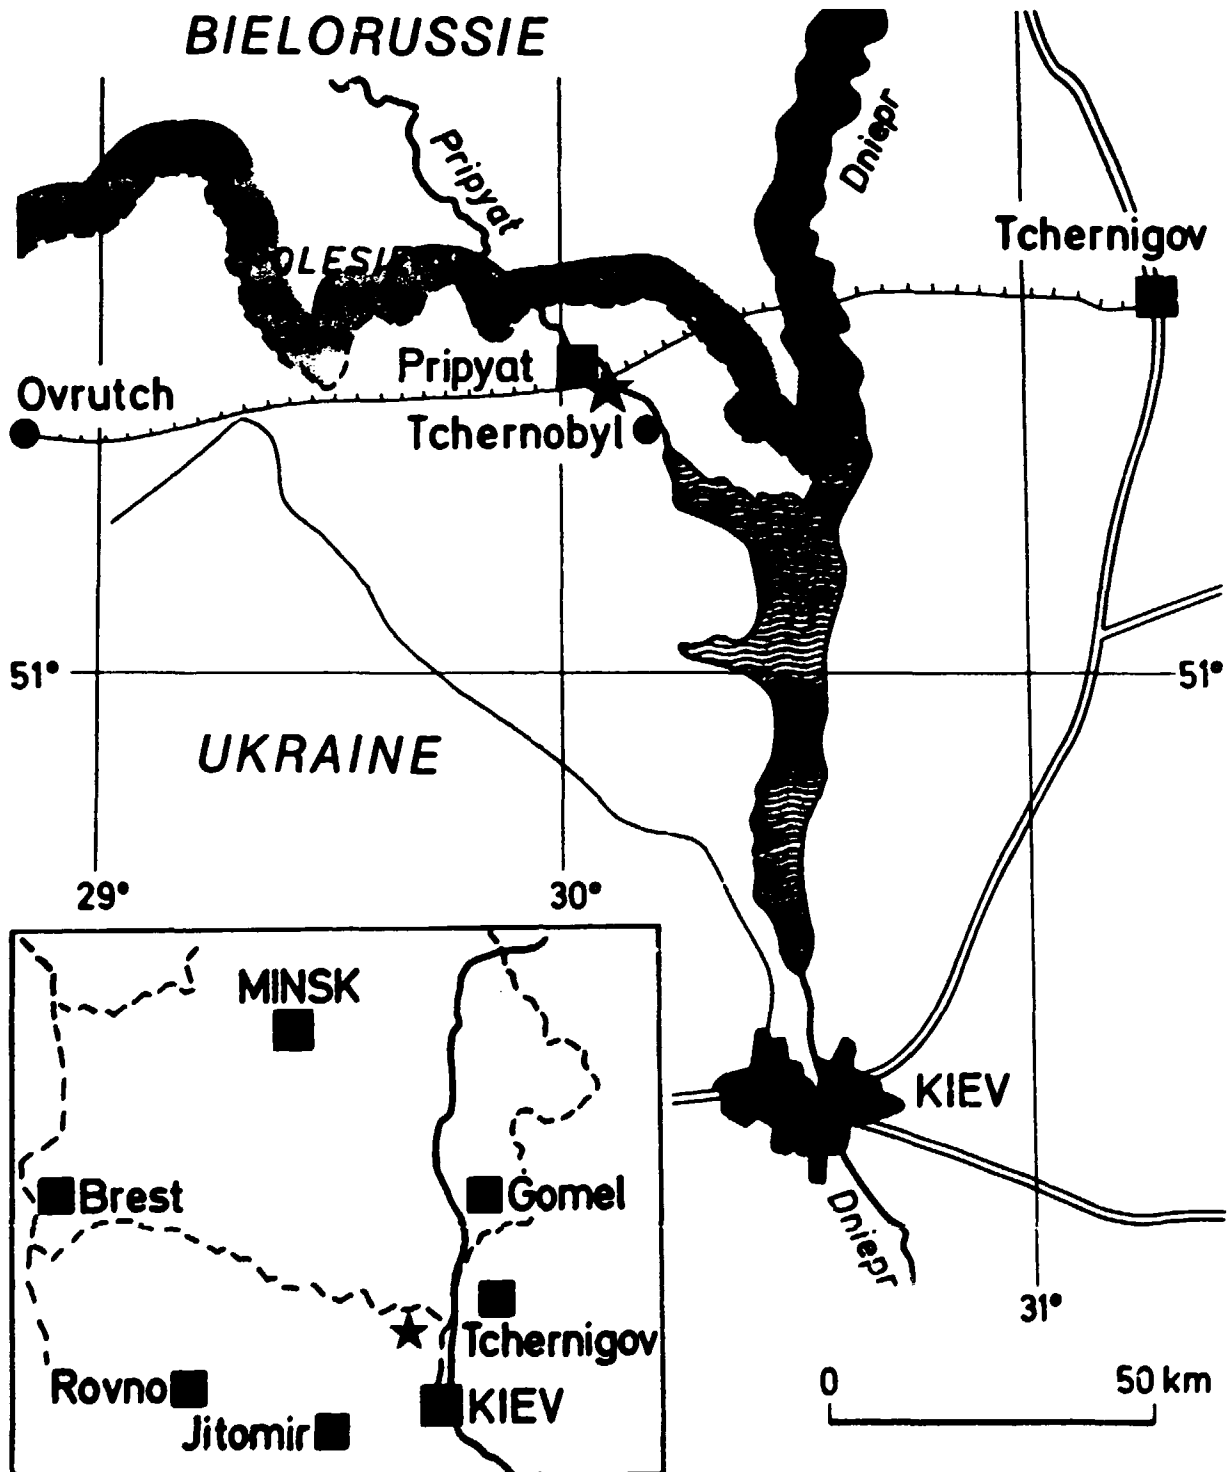 BIELORUSSIE
Pripyat
Dniepr
Tchernigov
Pripyat
Ovrutch
Tchernobyl
51°
51°
UKRAINE
29°
30°
MINSK
KIEV
Brest
Gomel
Dniepr
31°
Tchernigov
Rovno
KIEV
Jitomir
0
50 km